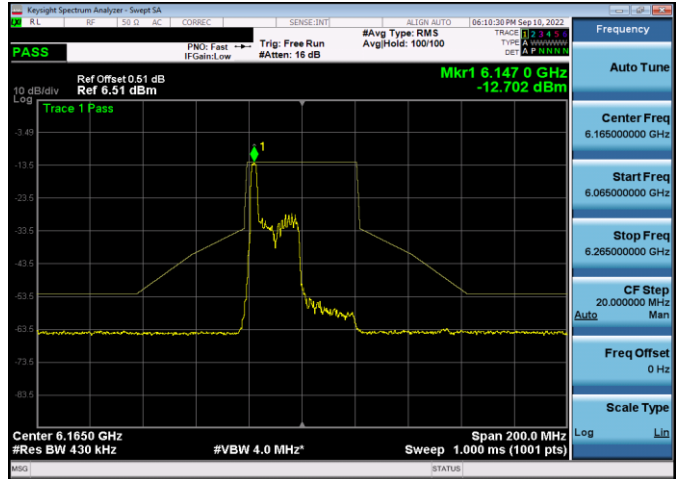 Keysight Spectrum Analyzer - Swept SA
RL RF 50 Ω AC CORREC SENSE:INT ALIGN AUTO 06:10:30 PM Sep 10, 2022
PASS
PNO: Fast
IFGain:Low
Trig: Free Run
#Atten: 16 dB
#Avg Type: RMS
Avg|Hold: 100/100
TRACE 1 2 3 4 5 6
TYPE A WWWWW
DET A P N N N N
Frequency
Ref Offset 0.51 dB
10 dB/div Ref 6.51 dBm
Mkr1 6.147 0 GHz
-12.702 dBm
Log
Trace 1 Pass
1
-3.49
-13.5
-23.5
-33.5
-43.5
-53.5
-63.5
-73.5
-83.5
Center 6.1650 GHz
Span 200.0 MHz
#Res BW 430 kHz
#VBW 4.0 MHz*
Sweep 1.000 ms (1001 pts)
Auto Tune
Center Freq
6.165000000 GHz
Start Freq
6.065000000 GHz
Stop Freq
6.265000000 GHz
CF Step
20.000000 MHz
Auto Man
Freq Offset
0 Hz
Scale Type
Log Lin
MSG
STATUS